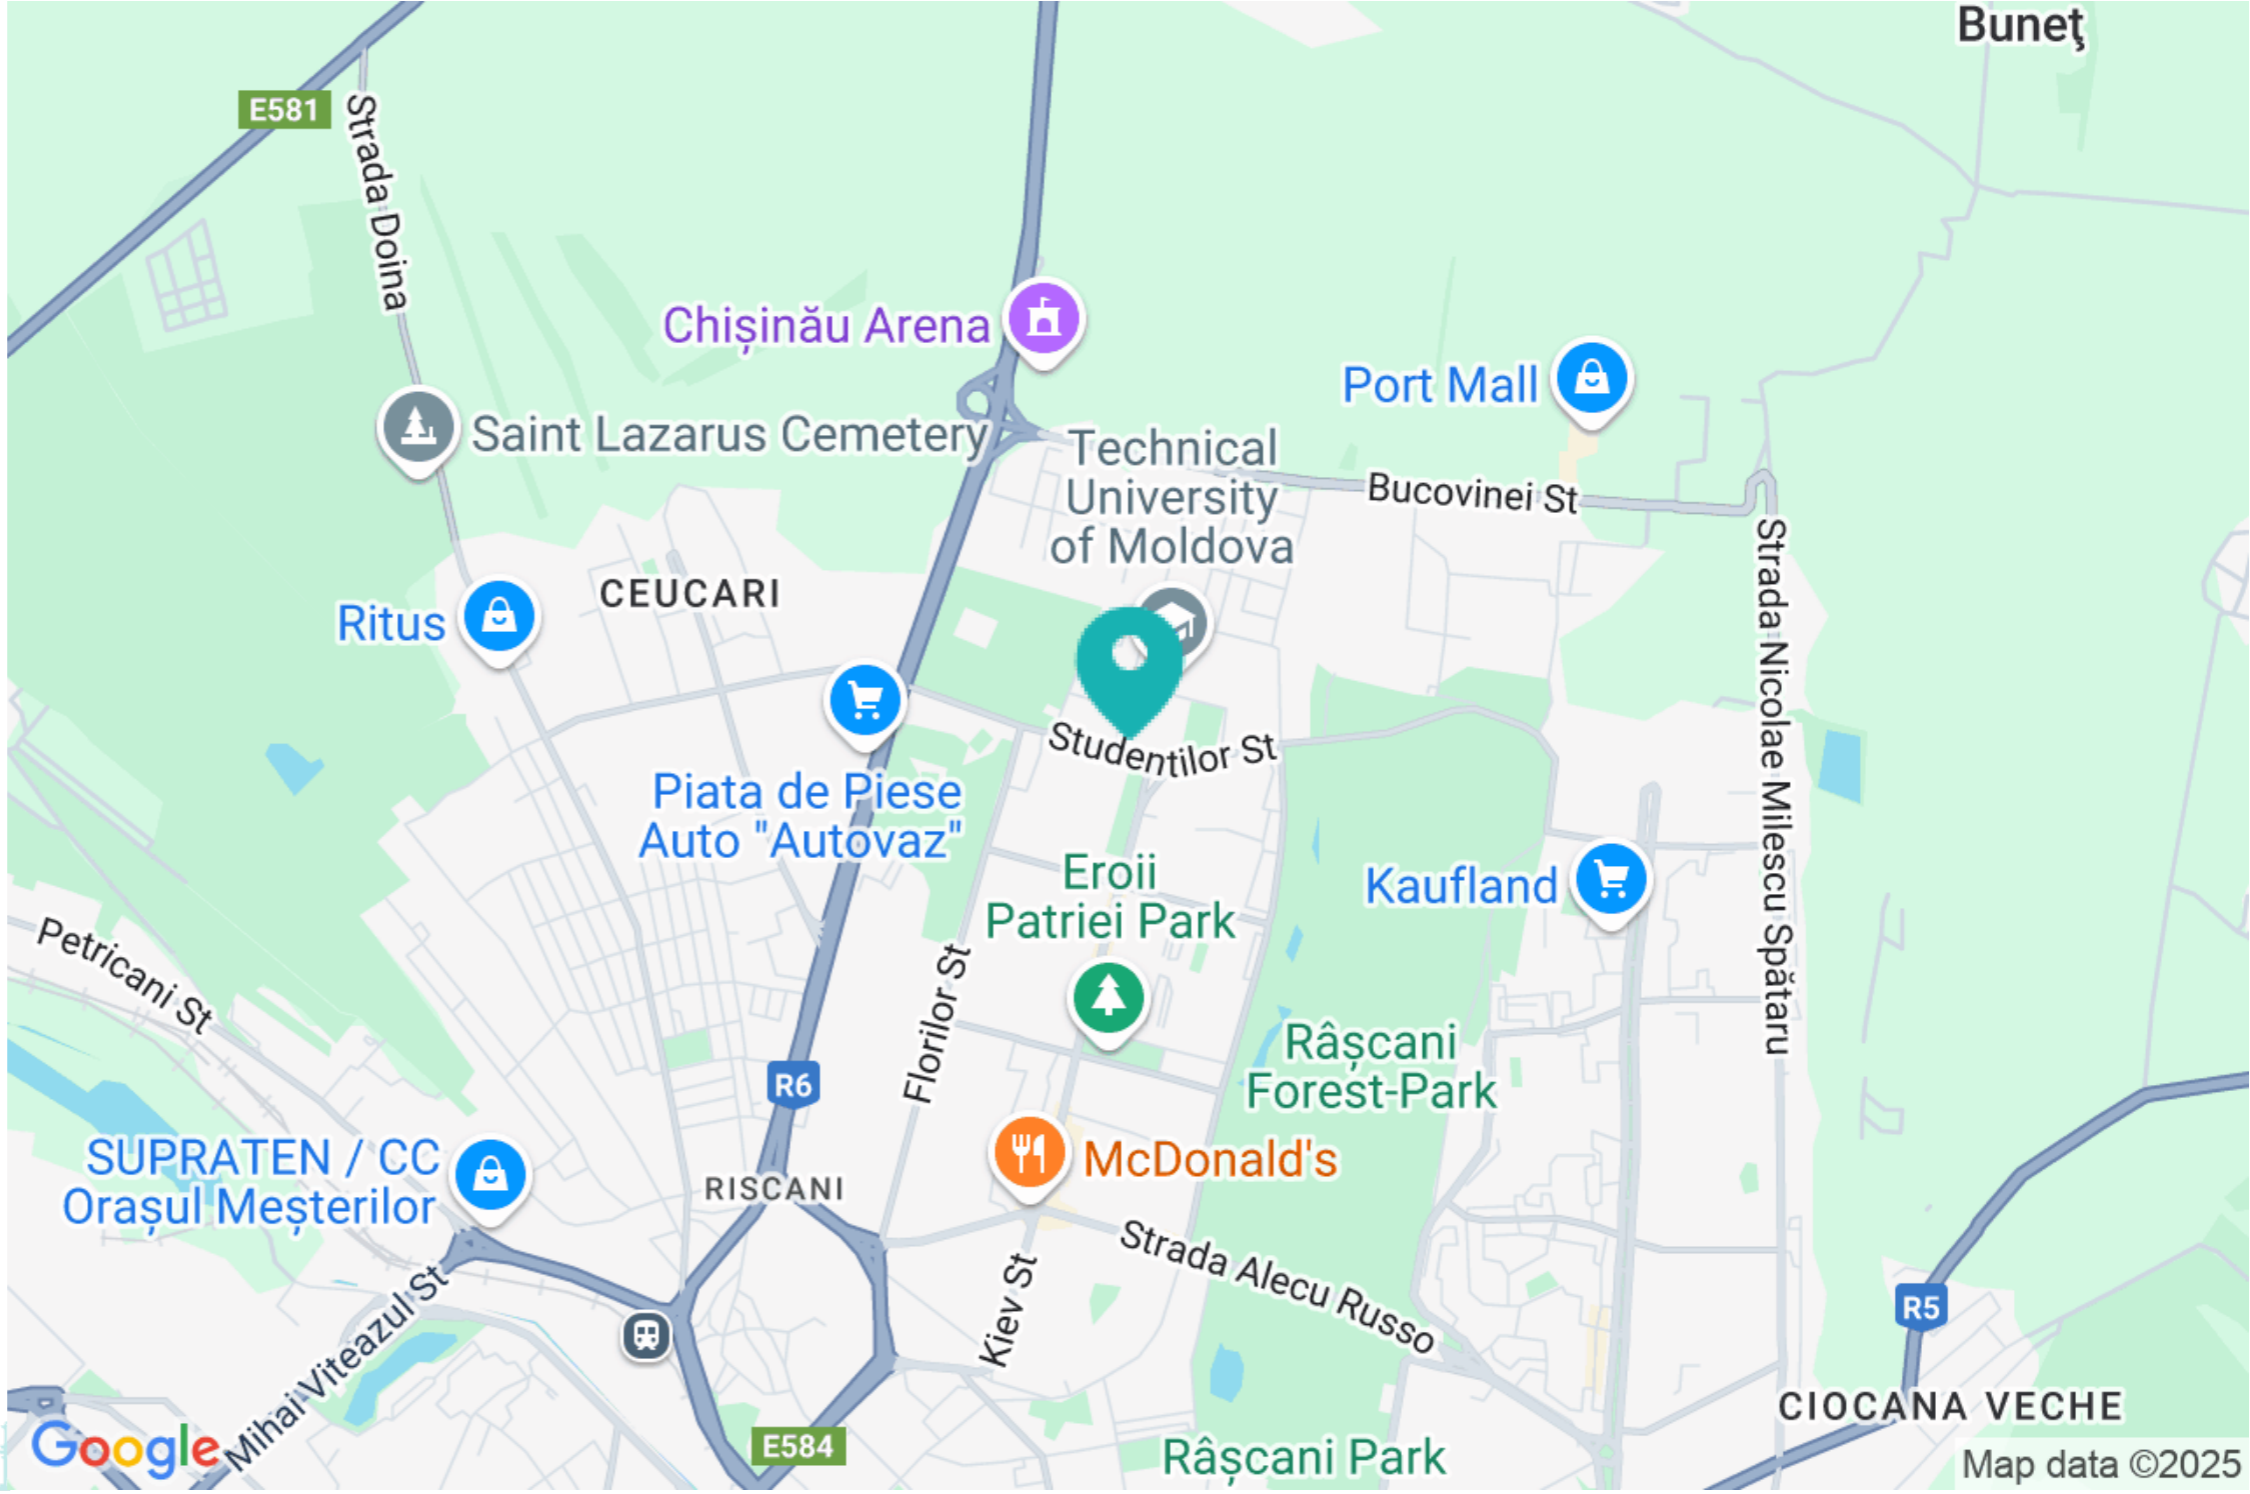 Buneţ
E581
Strada Doina
Chișinău Arena
Port Mall
Saint Lazarus Cemetery
Technical
University
of Moldova
Bucovinei St
Strada Nicolae Milescu Spătaru
CEUCARI
Ritus
Studentilor St
Piata de Piese
Auto "Autovaz"
Eroii
Patriei Park
Kaufland
Petricani St
Florilor St
Râșcani
Forest-Park
R6
SUPRATEN / CC
Orașul Meșterilor
McDonald's
RISCANI
Strada Alecu Russo
Kiev St
Mihai Viteazul St
R5
CIOCANA VECHE
Google
E584
Râșcani Park
Map data ©2025